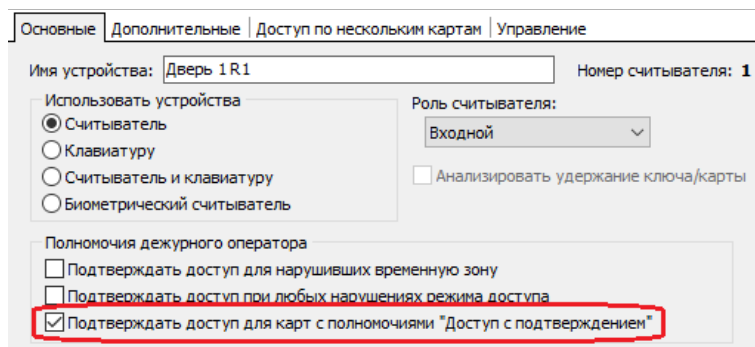 Основные Дополнительные Доступ по нескольким картам Управление
Имя устройства: Дверь 1 R1 Номер считывателя: 1
Использовать устройства Роль считывателя:
Считыватель Входной
Клавиатуру
Считыватель и клавиатуру Анализировать удержание ключа/карты
Биометрический считыватель
Полномочия дежурного оператора
Подтверждать доступ для нарушивших временную зону
Подтверждать доступ при любых нарушениях режима доступа
Подтверждать доступ для карт с полномочиями "Доступ с подтверждением"